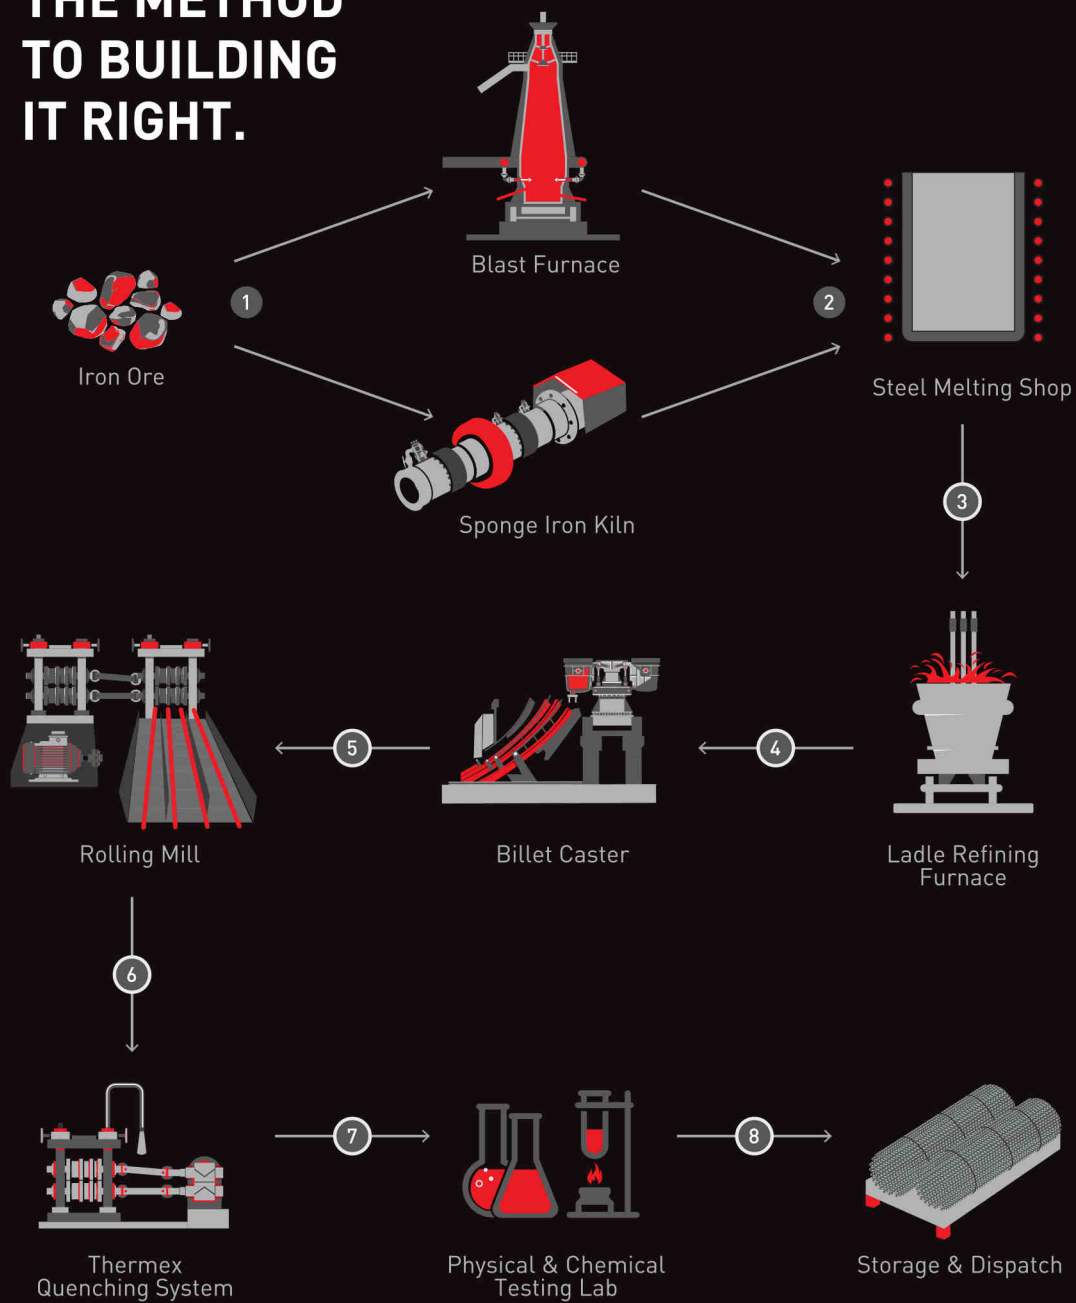 THE METHOD
TO BUILDING
IT RIGHT.
Blast Furnace
1
2
Iron Ore
Steel Melting Shop
Sponge Iron Kiln
3
5
4
Rolling Mill
Billet Caster
Ladle Refining
Furnace
6
7
8
Thermex
Quenching System
Physical & Chemical
Testing Lab
Storage & Dispatch